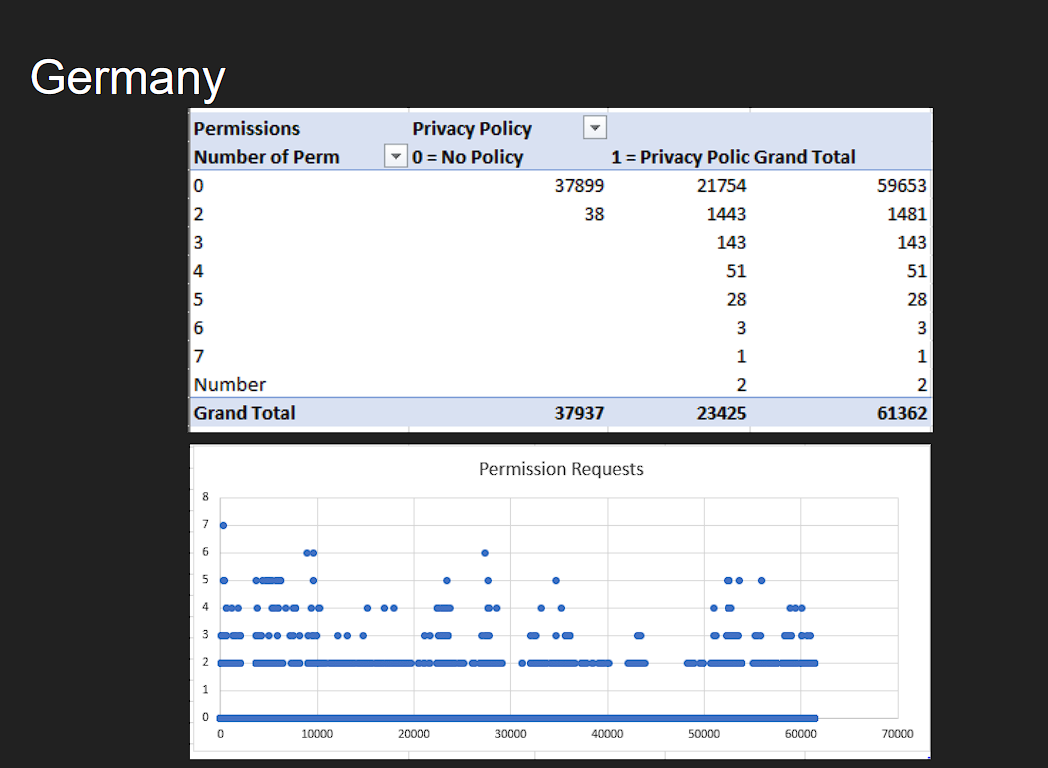 Germany
Permissions Privacy Policy
Number of Perm 0 = No Policy 1 = Privacy Polic Grand Total
0 37899 21754 59653
2 38 1443 1481
3 143 143
4 51 51
5 28 28
6 3 3
7 1 1
Number 2 2
Grand Total 37937 23425 61362
Permission Requests
8
7
6
5
4
3
2
1
0
0 10000 20000 30000 40000 50000 60000 70000